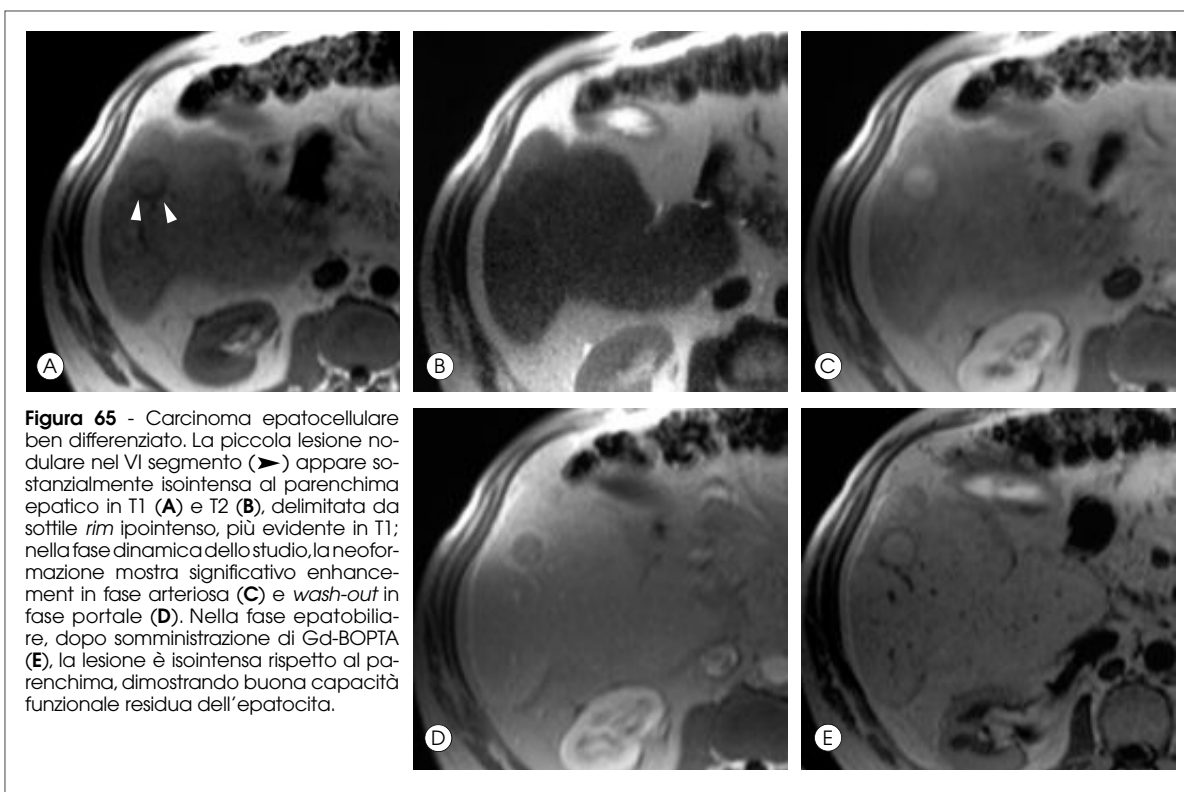 A
B
C
Figura 65 - Carcinoma epatocellulare
ben differenziato. La piccola lesione no-
dulare nel VI segmento (➤) appare so-
stanzialmente isointensa al parenchima
epatico in T1 (A) e T2 (B), delimitata da
sottile rim ipointenso, più evidente in T1;
nella fase dinamica dello studio, la neofor-
mazione mostra significativo enhance-
ment in fase arteriosa (C) e wash-out in
fase portale (D). Nella fase epatobilia-
re, dopo somministrazione di Gd-BOPTA
(E), la lesione è isointensa rispetto al pa-
renchima, dimostrando buona capacità
funzionale residua dell'epatocita.
D
E